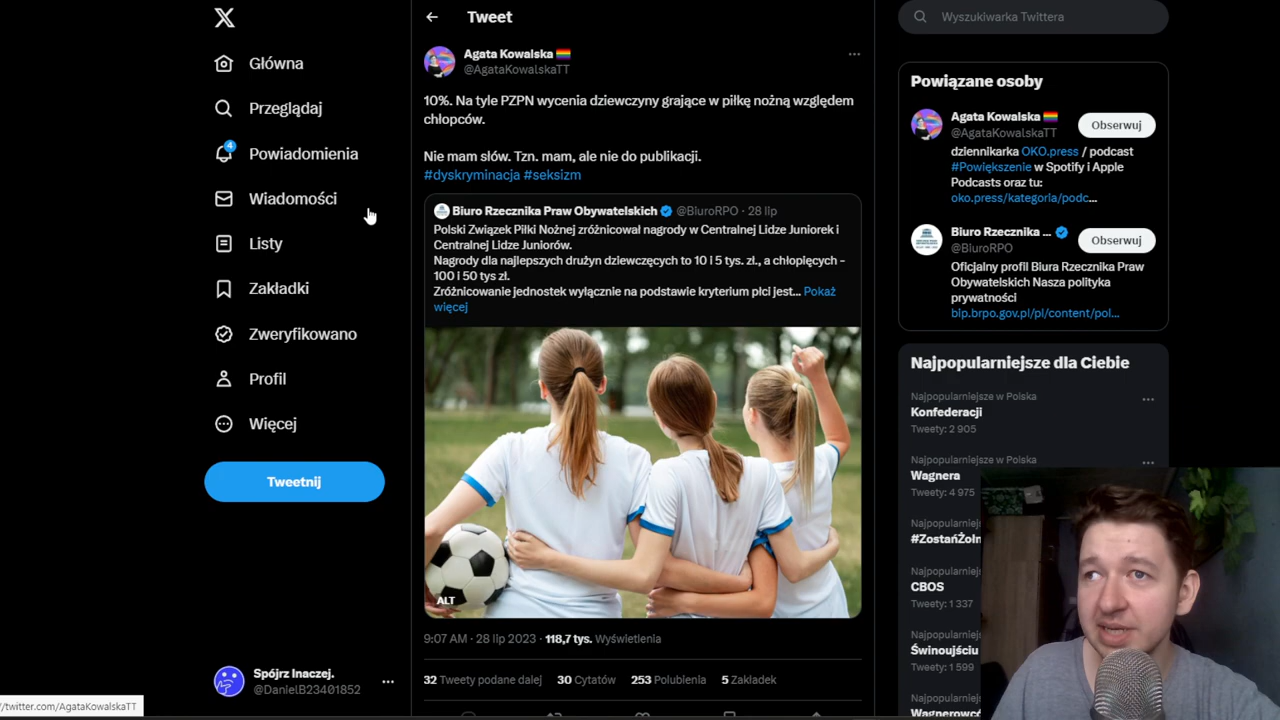 Główna
Przeglądaj
4
Powiadomienia
Wiadomości
Listy
Zakładki
Zweryfikowano
Profil
Więcej
Tweetnij
Spójrz Inaczej.
@DanielB23401852
/twitter.com/AgataKowalskaTT
Tweet
Agata Kowalska
@AgataKowalskaTT
10%. Na tyle PZPN wycenia dziewczyny grające w piłkę nożną względem
chłopców.
Nie mam słów. Tzn. mam, ale nie do publikacji.
#dyskryminacja #seksizm
Biuro Rzecznika Praw Obywatelskich @BiuroRPO · 28 lip
Polski Związek Piłki Nożnej zróżnicował nagrody w Centralnej Lidze Juniorek i
Centralnej Lidze Juniorów.
Nagrody dla najlepszych drużyn dziewczęcych to 10 i 5 tys. zł., a chłopięcych –
100 i 50 tys zł.
Zróżnicowanie jednostek wyłącznie na podstawie kryterium płci jest... Pokaż
więcej
ALT
9:07 AM · 28 lip 2023 · 118,7 tys. Wyświetlenia
32 Tweety podane dalej 30 Cytatów 253 Polubienia 5 Zakładek
Wyszukiwarka Twittera
Powiązane osoby
Agata Kowalska
@AgataKowalskaTT
Obserwuj
dziennikarka OKO.press / podcast
#Powiększenie w Spotify i Apple
Podcasts oraz tu:
oko.press/kategoria/podc...
Biuro Rzecznika ...
@BiuroRPO
Obserwuj
Oficjalny profil Biura Rzecznika Praw
Obywatelskich Nasza polityka
prywatności
bip.brpo.gov.pl/pl/content/pol...
Najpopularniejsze dla Ciebie
Najpopularniejsze w Polska
Konfederacji
Tweety: 2 905
Najpopularniejsze w Polska
Wagnera
Tweety: 4 975
Najpopularniej
#ZostańŻołn
Najpopularniej
CBOS
Tweety: 1 337
Najpopularniej
Świnoujściu
Tweety: 1 599
Najpopularniej
Wagnerowc